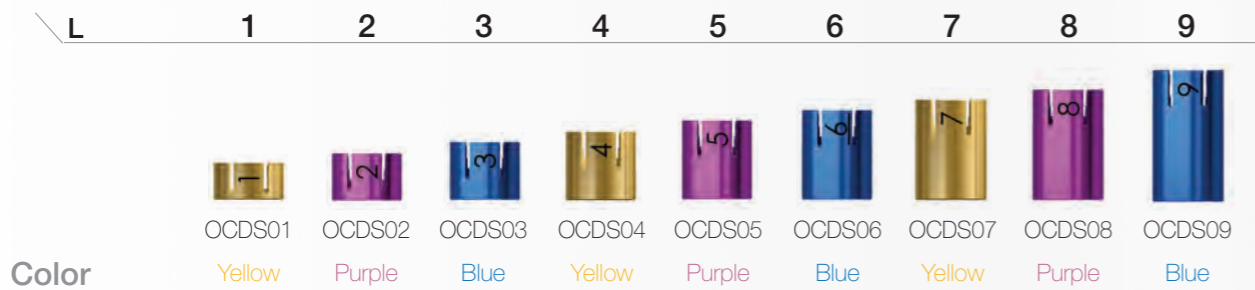 L 1 2 3 4 5 6 7 8 9
1 2 3 4 5 6 7 8 9
OCDS01 OCDS02 OCDS03 OCDS04 OCDS05 OCDS06 OCDS07 OCDS08 OCDS09
Color Yellow Purple Blue Yellow Purple Blue Yellow Purple Blue